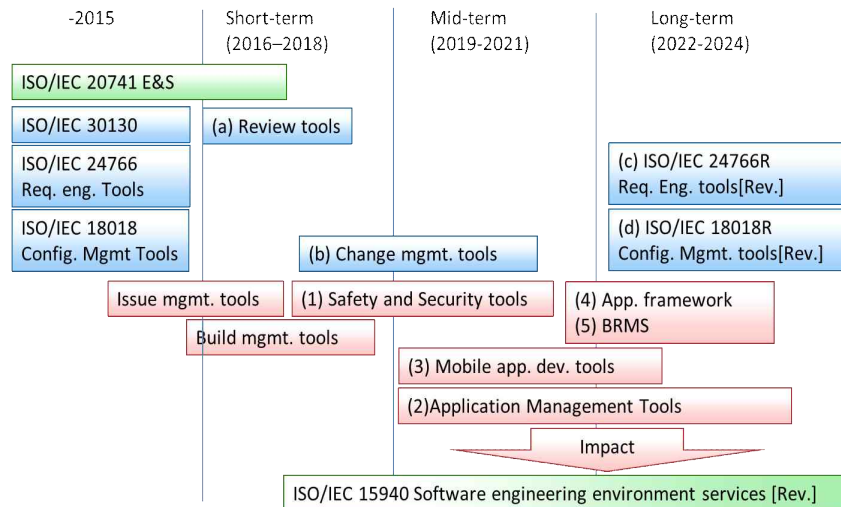 -2015
Short-term
(2016–2018)
Mid-term
(2019-2021)
Long-term
(2022-2024)
ISO/IEC 20741 E&S
ISO/IEC 30130
(a) Review tools
ISO/IEC 24766
Req. eng. Tools
(c) ISO/IEC 24766R
Req. Eng. tools[Rev.]
ISO/IEC 18018
Config. Mgmt Tools
(b) Change mgmt. tools
(d) ISO/IEC 18018R
Config. Mgmt. tools[Rev.]
Issue mgmt. tools
(1) Safety and Security tools
(4) App. framework
(5) BRMS
Build mgmt. tools
(3) Mobile app. dev. tools
(2)Application Management Tools
Impact
ISO/IEC 15940 Software engineering environment services [Rev.]